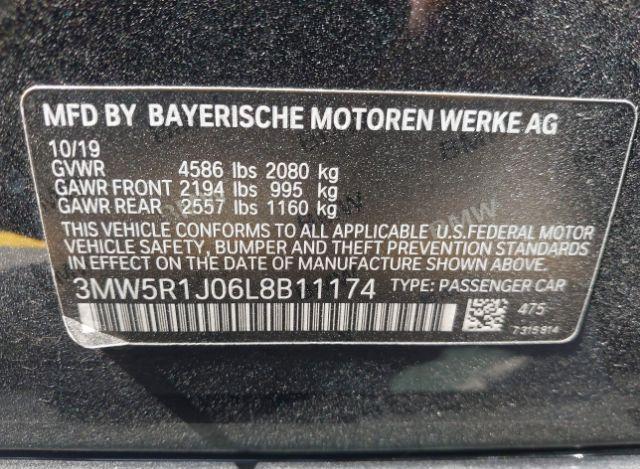 MFD BY BAYERISCHE MOTOREN WERKE AG
10/19
GVWR 4586 lbs 2080 kg
GAWR FRONT 2194 lbs 995 kg
GAWR REAR 2557 lbs 1160 kg
THIS VEHICLE CONFORMS TO ALL APPLICABLE U.S.FEDERAL MOTOR
VEHICLE SAFETY, BUMPER AND THEFT PREVENTION STANDARDS
IN EFFECT ON THE DATE OF MANUFACTURE SHOWN ABOVE.
3MW5R1J06L8B11174 TYPE: PASSENGER CAR
475
7315814